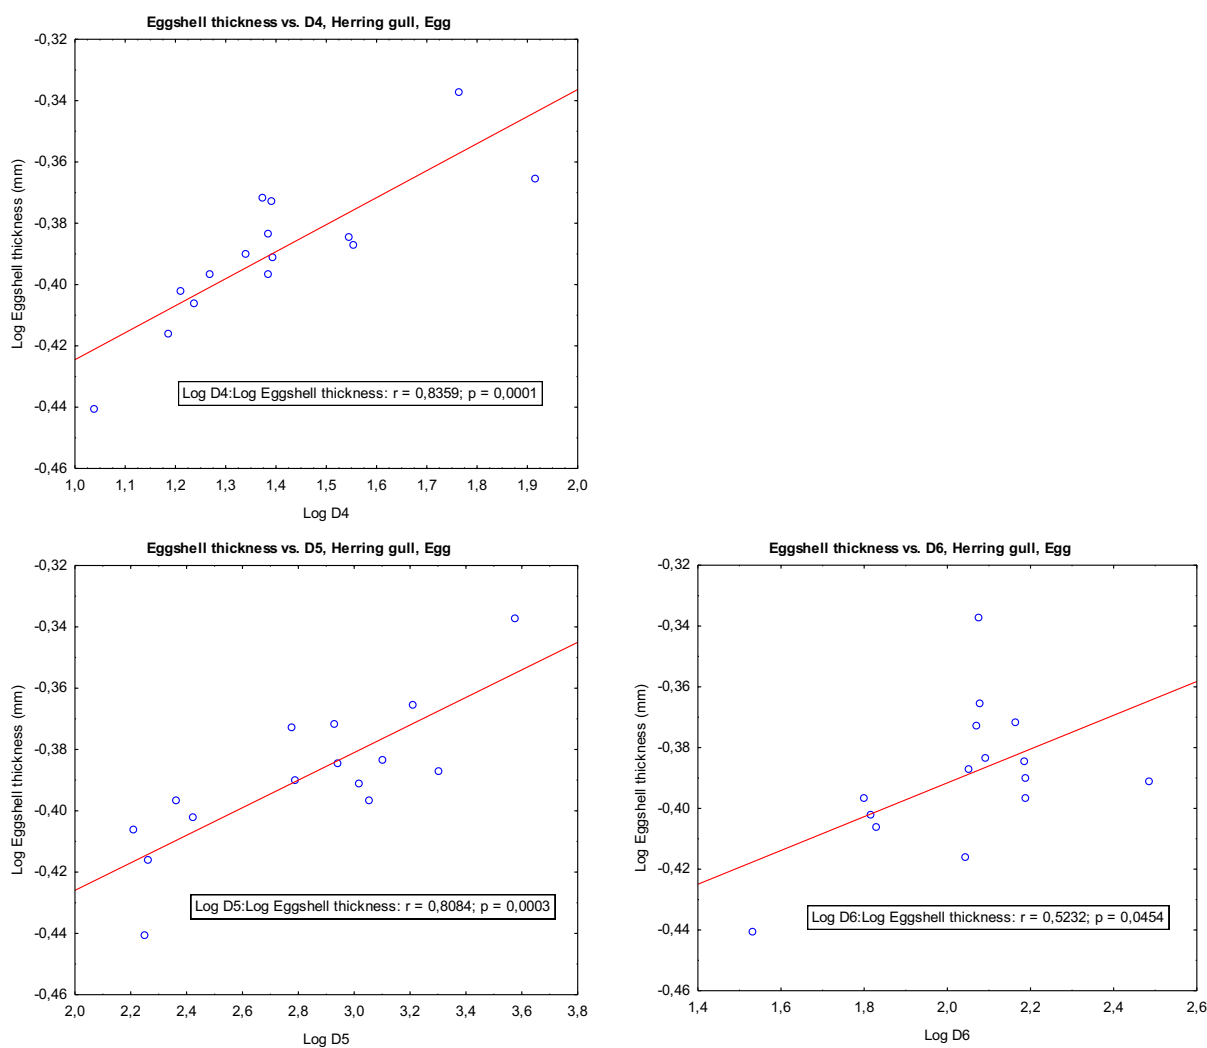 Eggshell thickness vs. D4, Herring gull, Egg
-0,32
-0,34
-0,36
-0,38
-0,40
-0,42
-0,44
-0,46
Log Eggshell thickness (mm)
Log D4:Log Eggshell thickness: r = 0,8359; p = 0,0001
1,0 1,1 1,2 1,3 1,4 1,5 1,6 1,7 1,8 1,9 2,0
Log D4
Eggshell thickness vs. D5, Herring gull, Egg
-0,32
-0,34
-0,36
-0,38
-0,40
-0,42
-0,44
-0,46
Log Eggshell thickness (mm)
Log D5:Log Eggshell thickness: r = 0,8084; p = 0,0003
2,0 2,2 2,4 2,6 2,8 3,0 3,2 3,4 3,6 3,8
Log D5
Eggshell thickness vs. D6, Herring gull, Egg
-0,32
-0,34
-0,36
-0,38
-0,40
-0,42
-0,44
-0,46
Log Eggshell thickness (mm)
Log D6:Log Eggshell thickness: r = 0,5232; p = 0,0454
1,4 1,6 1,8 2,0 2,2 2,4 2,6
Log D6